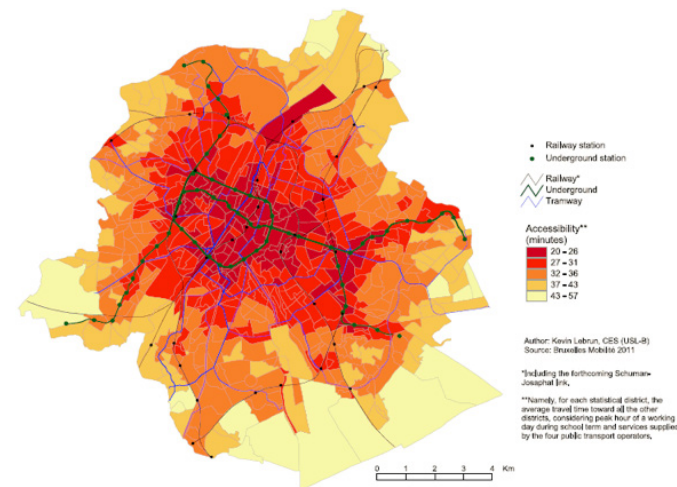 Railway station
Underground station
Railway*
Underground
Tramway
Accessibility**
(minutes)
20 – 26
27 – 31
32 – 36
37 – 43
43 – 57
Author: Kevin Lebrun, CES (USL-B)
Source: Bruxelles Mobilité 2011
*Including the forthcoming Schuman-
Josaphat link.
**Namely, for each statistical district, the
average travel time toward all the other
districts, considering peak hour of a working
day during school term and services supplied
by the four public transport operators.
Km
0 1 2 3 4